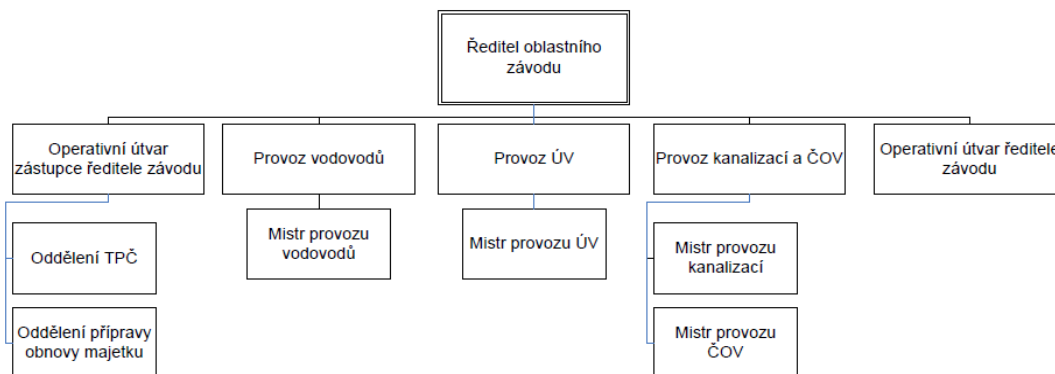 Ředitel oblastního
závodu
Operativní útvar
zástupce ředitele závodu
Provoz vodovodů
Provoz ÚV
Provoz kanalizací a ČOV
Operativní útvar ředitele
závodu
Oddělení TPČ
Mistr provozu
vodovodů
Mistr provozu ÚV
Mistr provozu
kanalizací
Oddělení přípravy
obnovy majetku
Mistr provozu
ČOV